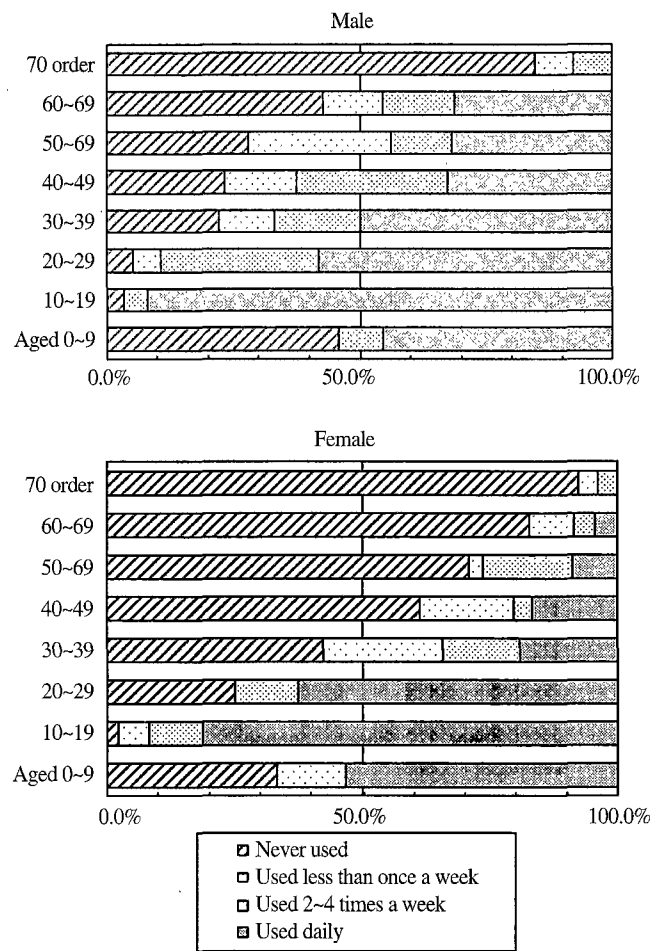 Male
70 order
60~69
50~69
40~49
30~39
20~29
10~19
Aged 0~9
0.0% 50.0% 100.0%
Female
70 order
60~69
50~69
40~49
30~39
20~29
10~19
Aged 0~9
0.0% 50.0% 100.0%
Never used
Used less than once a week
Used 2~4 times a week
Used daily